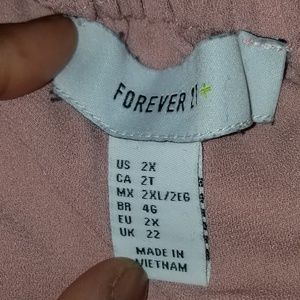 FOREVER 21+
US 2X
CA 2T
MX 2XL/2EG
BR 46
EU 2X
UK 22
MADE IN
VIETNAM